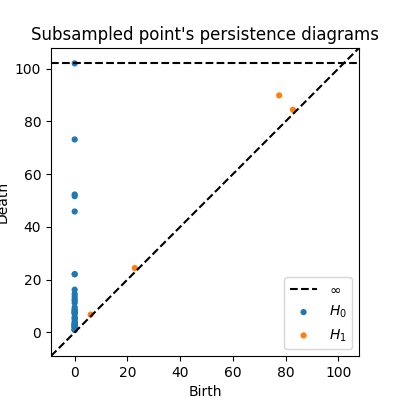 Subsampled point's persistence diagrams
100
80
60
40
20
0
Death
0 20 40 60 80 100
Birth
∞
H₀
H₁